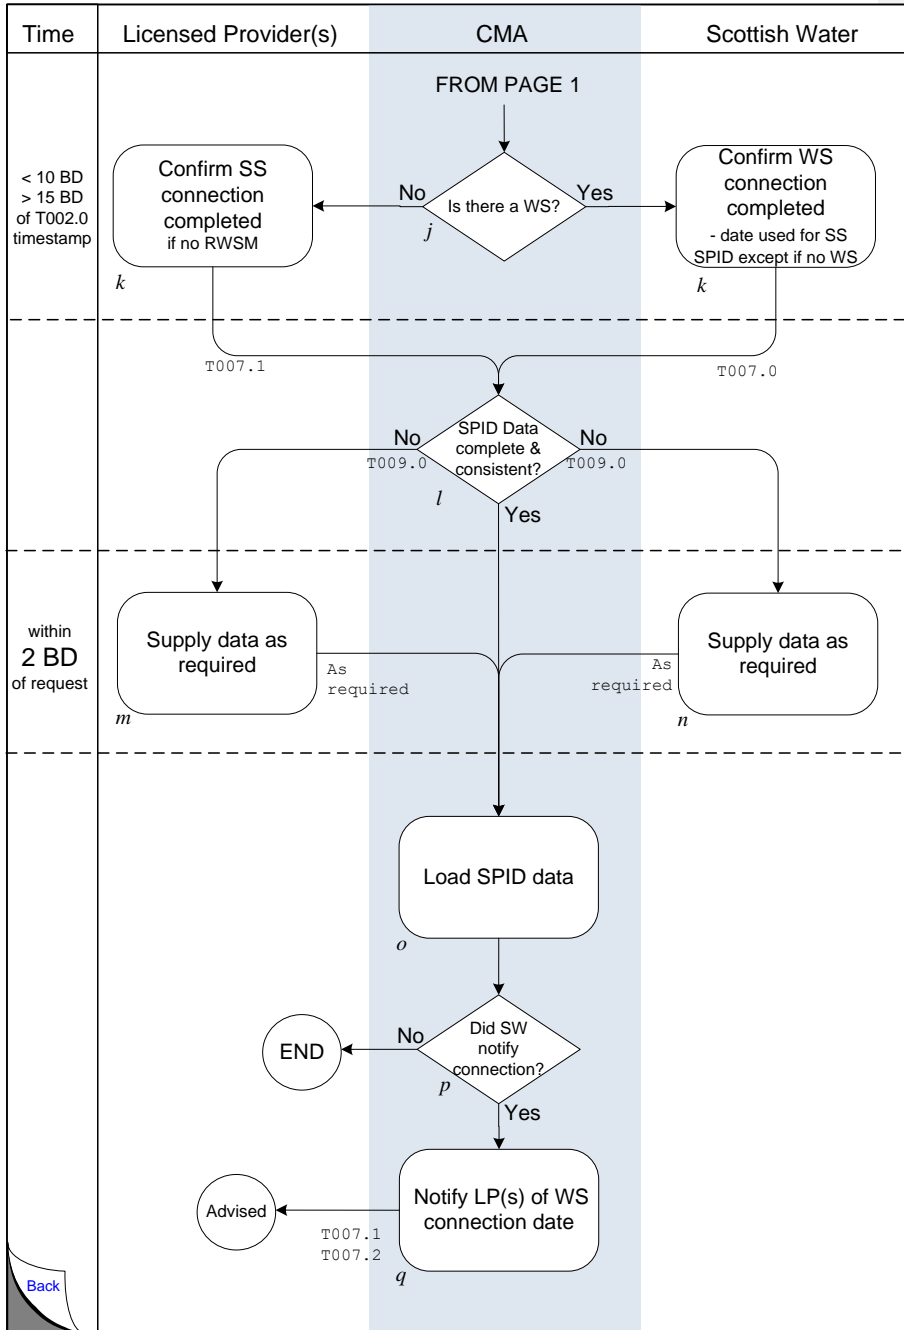 Time
Licensed Provider(s)
CMA
Scottish Water
FROM PAGE 1
< 10 BD
> 15 BD
of T002.0
timestamp
Confirm SS
connection
completed
if no RWSM
k
No
Is there a WS?
j
Yes
Confirm WS
connection
completed
- date used for SS
SPID except if no WS
k
T007.1
T007.0
No
T009.0
SPID Data
complete &
consistent?
l
No
T009.0
Yes
within
2 BD
of request
Supply data as
required
m
As
required
As
required
Supply data as
required
n
Load SPID data
o
END
No
Did SW
notify
connection?
p
Yes
Advised
T007.1
T007.2
Notify LP(s) of WS
connection date
q
Back